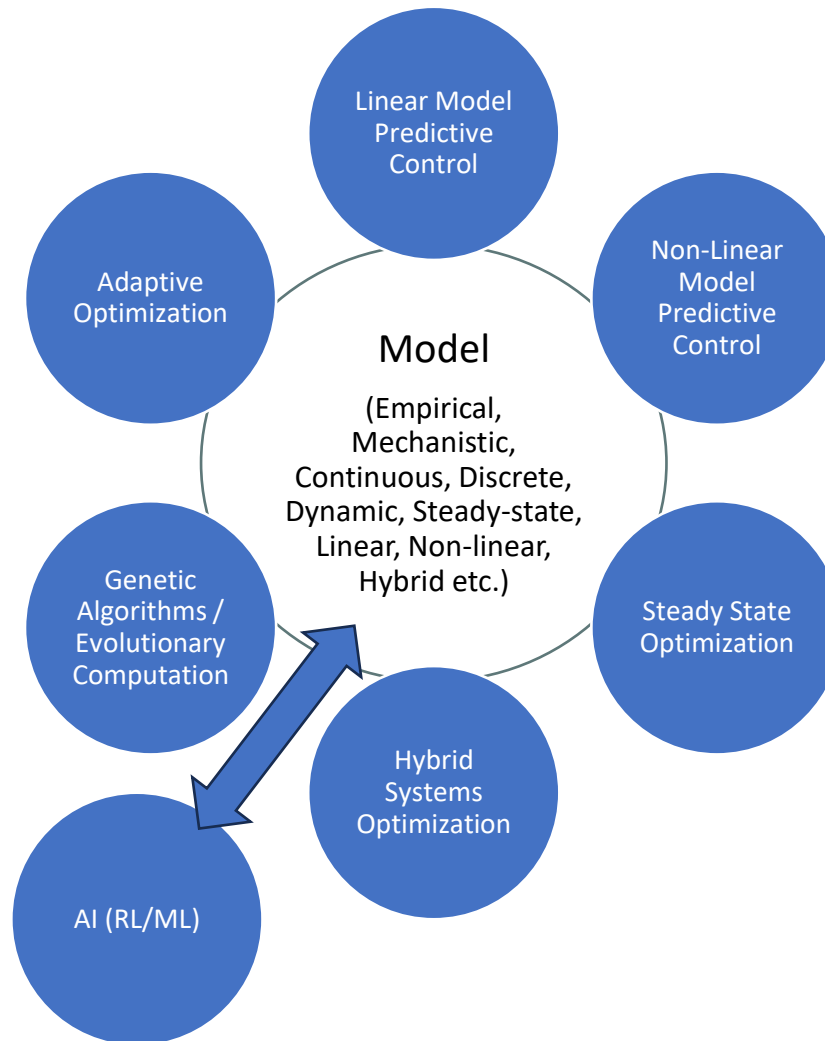 Linear Model
Predictive
Control
Non-Linear
Model
Predictive
Control
Adaptive
Optimization
Model
(Empirical,
Mechanistic,
Continuous, Discrete,
Dynamic, Steady-state,
Linear, Non-linear,
Hybrid etc.)
Genetic
Algorithms /
Evolutionary
Computation
Steady State
Optimization
Hybrid
Systems
Optimization
AI (RL/ML)